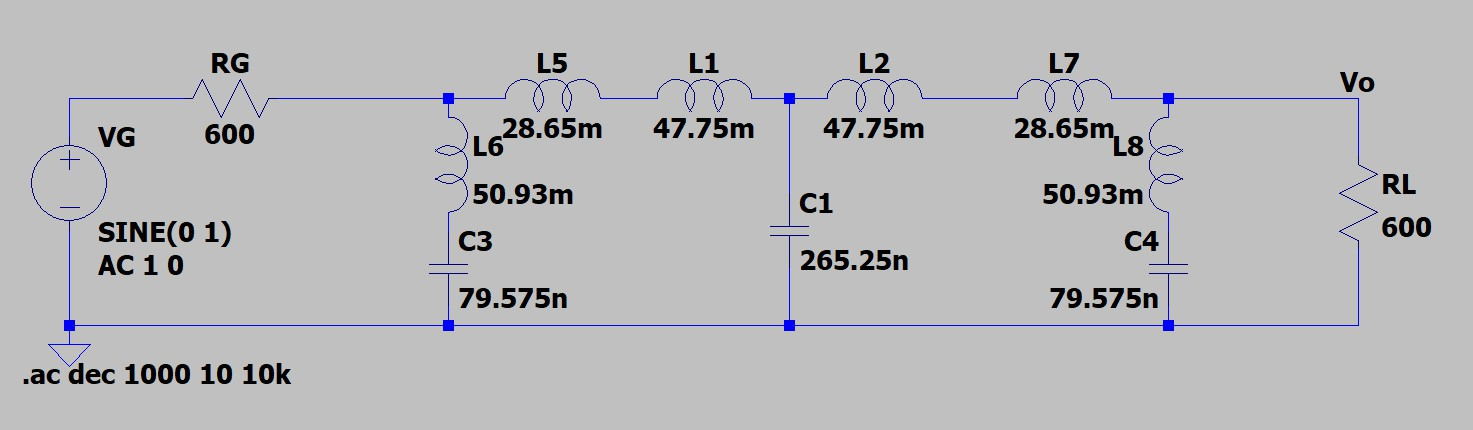 RG
600
VG
SINE(0 1)
AC 1 0
L5
28.65m
L1
47.75m
L2
47.75m
L7
28.65m
L6
50.93m
C3
79.575n
C1
265.25n
L8
50.93m
C4
79.575n
Vo
RL
600
.ac dec 1000 10 10k